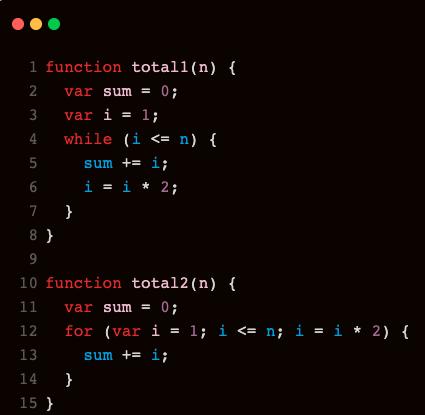 1 function total1(n) {
2   var sum = 0;
3   var i = 1;
4   while (i <= n) {
5     sum += i;
6     i = i * 2;
7   }
8 }
9
10 function total2(n) {
11   var sum = 0;
12   for (var i = 1; i <= n; i = i * 2) {
13     sum += i;
14   }
15 }